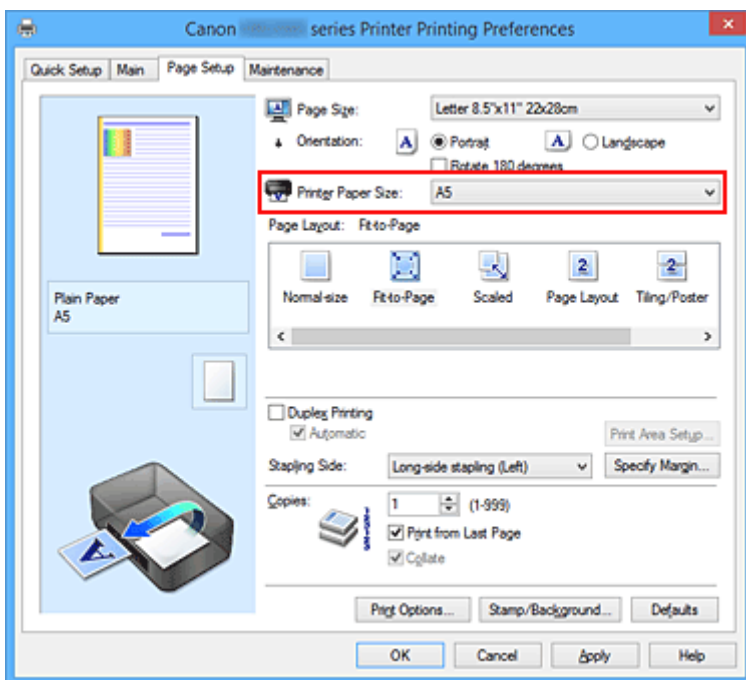 Canon series Printer Printing Preferences
Quick Setup Main Page Setup Maintenance
Page Size: Letter 8.5"x11" 22x28cm
Orientation: A Portrait A Landscape
Rotate 180 degrees
Printer Paper Size: A5
Page Layout: Fit-to-Page
2 2
Normal-size Fit-to-Page Scaled Page Layout Tiling/Poster
Plain Paper
A5
Duplex Printing
Automatic
Print Area Setup...
Stapling Side: Long-side stapling (Left) Specify Margin...
Copies: 1 (1-999)
Print from Last Page
Collate
A
Print Options... Stamp/Background... Defaults
OK Cancel Apply Help